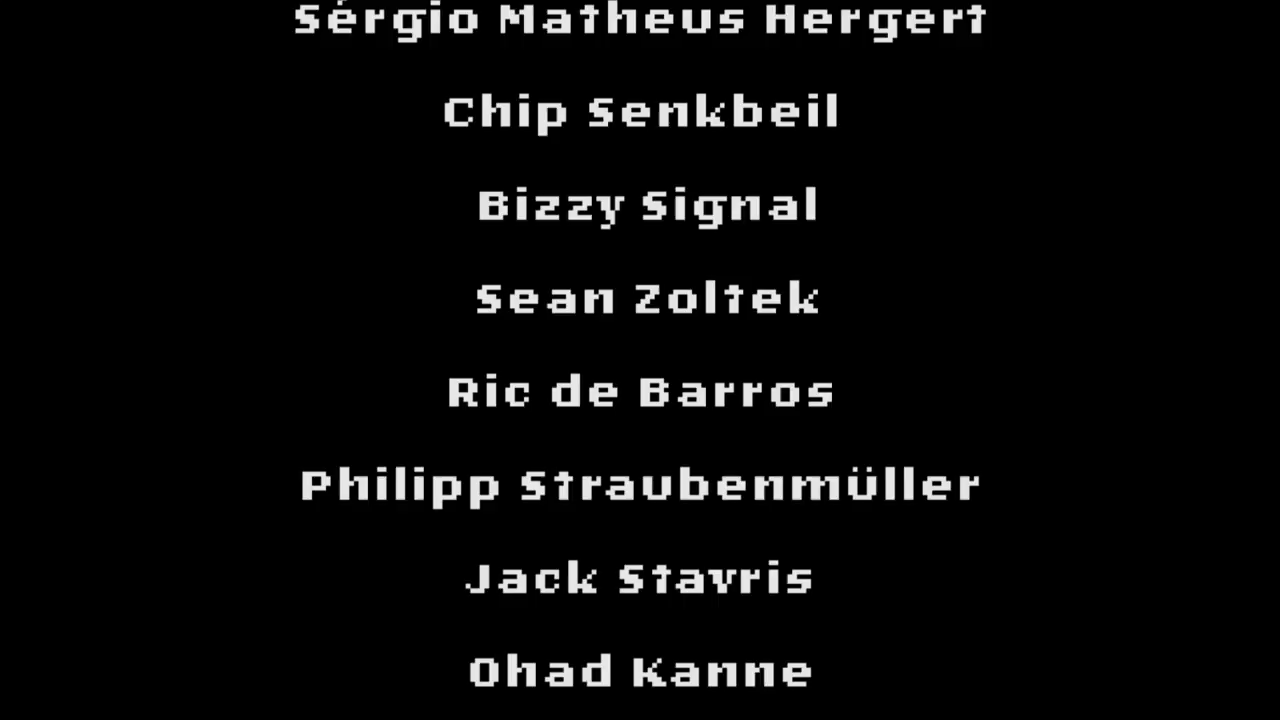 Sérgio Matheus Hergert
Chip Senkbeil
Bizzy Signal
Sean Zoltek
Ric de Barros
Philipp Straubenmüller
Jack Stavris
Ohad Kanne